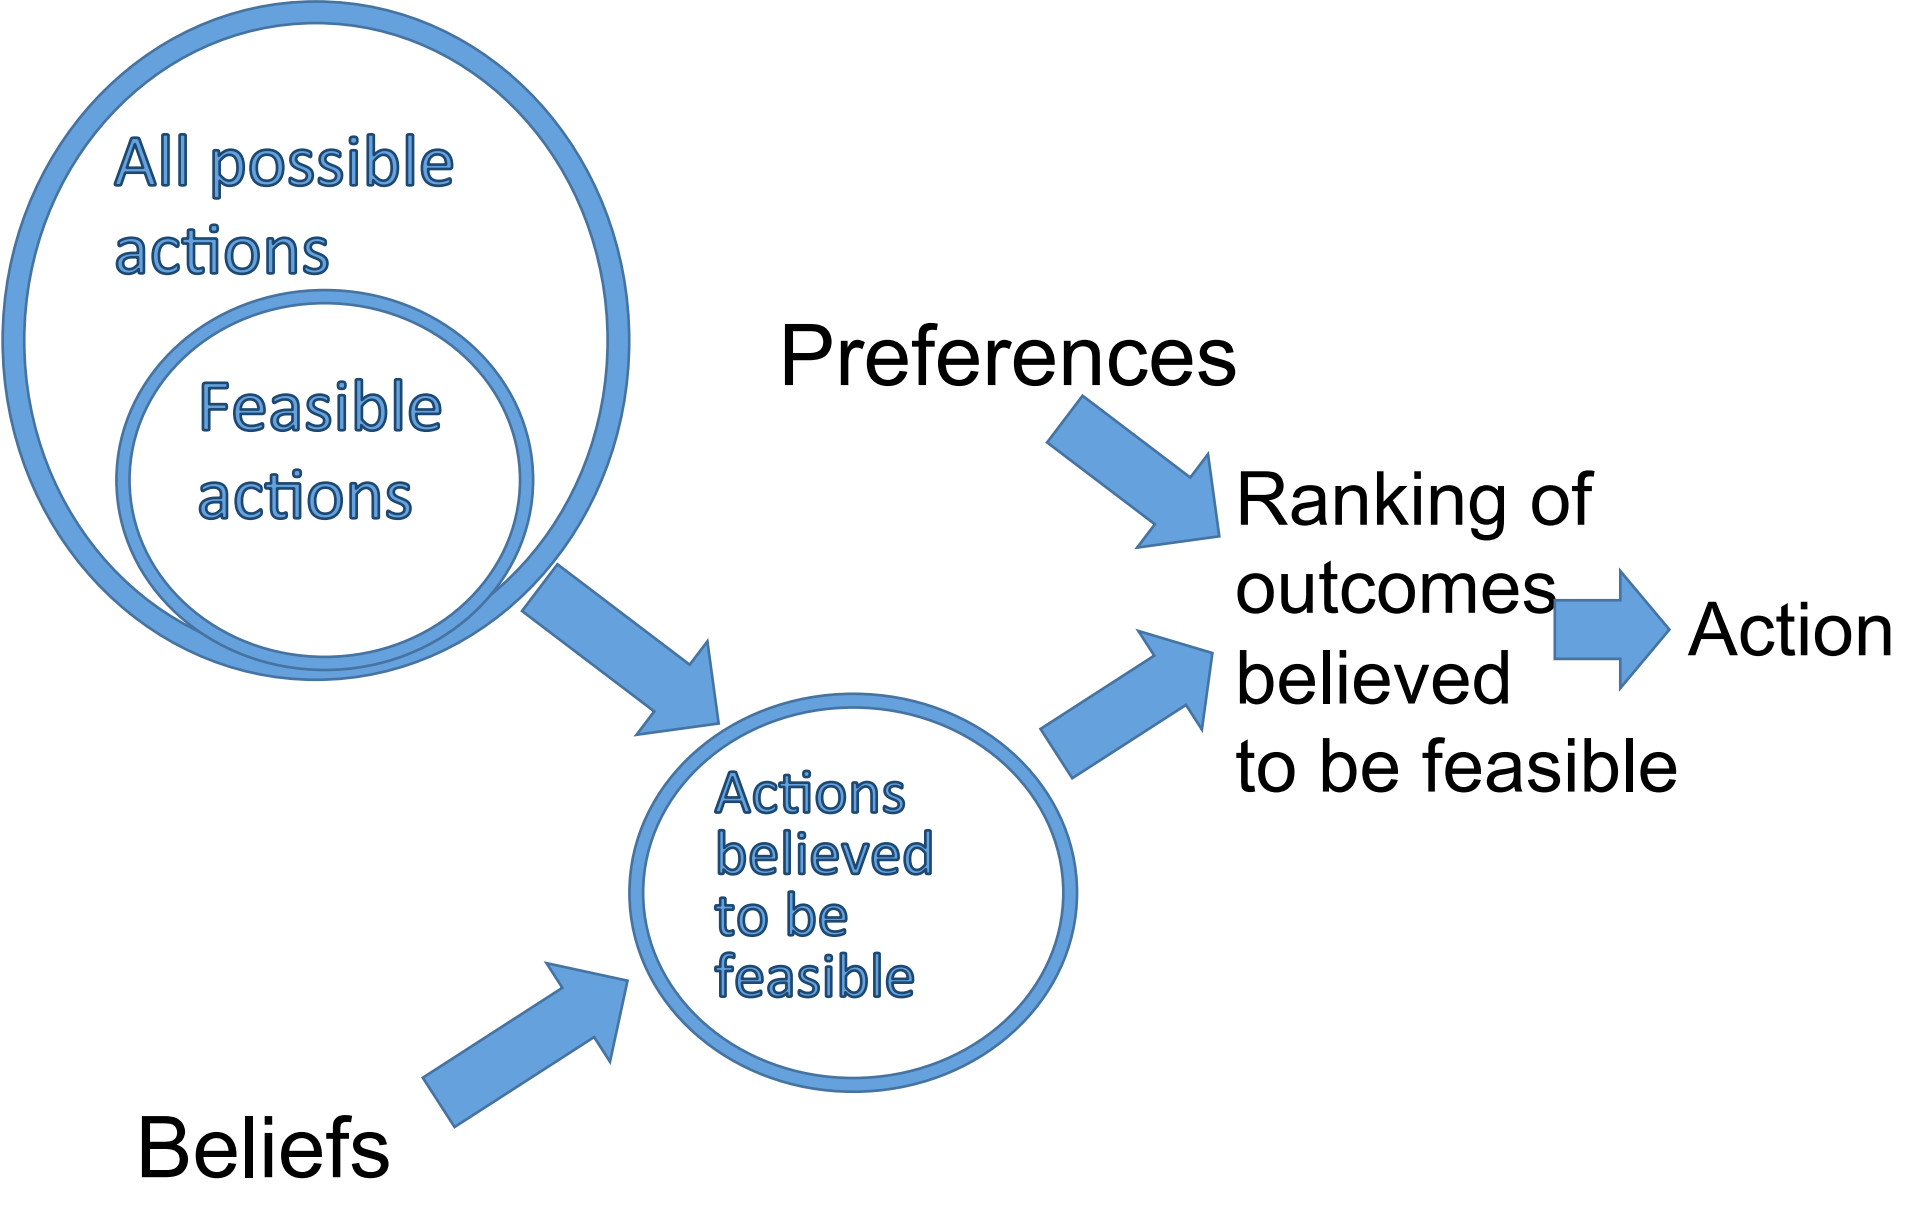 All possible
actions
Feasible
actions
Preferences
Ranking of
outcomes
believed
to be feasible
Action
Actions
believed
to be
feasible
Beliefs